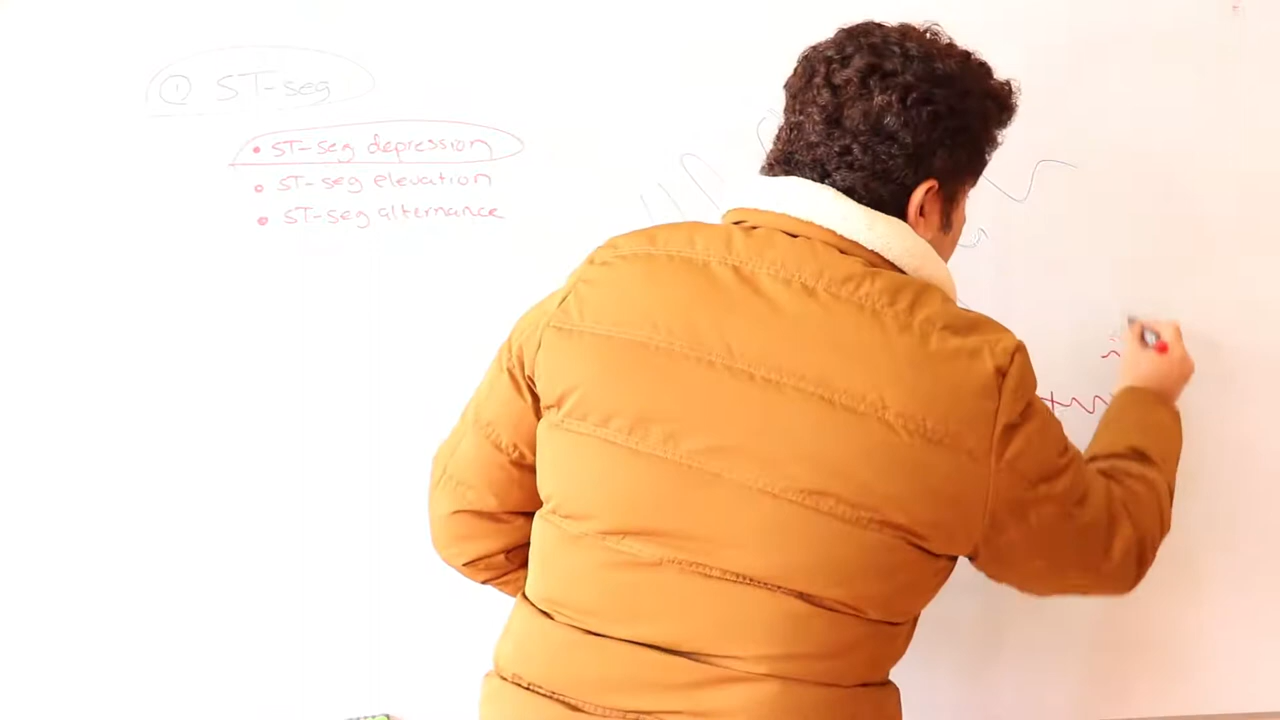 ① ST-seg
• ST-seg depression
• ST-seg elevation
• ST-seg alternance